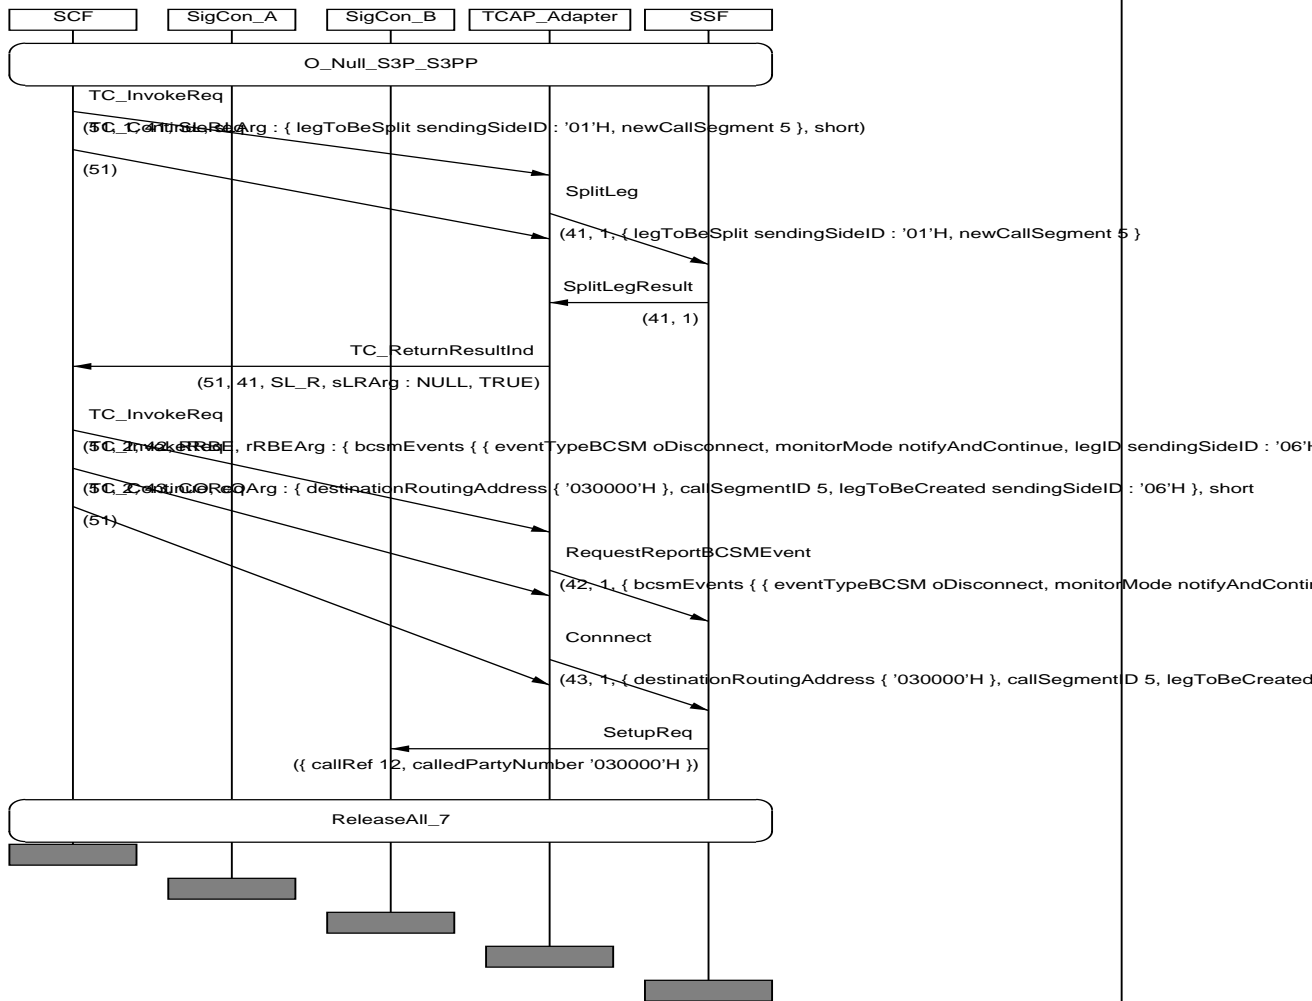 SCF SigCon_A SigCon_B TCAP_Adapter SSF
O_Null_S3P_S3PP
TC_InvokeReq
TC_ContinueReq
(51, 1, 41, SL, sLArg : { legToBeSplit sendingSideID : '01'H, newCallSegment 5 }, short)
(51)
SplitLeg
(41, 1, { legToBeSplit sendingSideID : '01'H, newCallSegment 5 }
SplitLegResult
(41, 1)
TC_ReturnResultInd
(51, 41, SL_R, sLRArg : NULL, TRUE)
TC_InvokeReq
TC_InvokeReq
(51, 2, 42, RRBE, rRBEArg : { bcsmEvents { { eventTypeBCSM oDisconnect, monitorMode notifyAndContinue, legID sendingSideID : '06'H
TC_ContinueReq
(51, 2, 43, CO, cOArg : { destinationRoutingAddress { '030000'H }, callSegmentID 5, legToBeCreated sendingSideID : '06'H }, short
(51)
RequestReportBCSMEvent
(42, 1, { bcsmEvents { { eventTypeBCSM oDisconnect, monitorMode
Connnect
(43, 1, { destinationRoutingAddress { '030000'H }, callSegmentID 5, legToBeCreated
SetupReq
({ callRef 12, calledPartyNumber '030000'H })
ReleaseAll_7